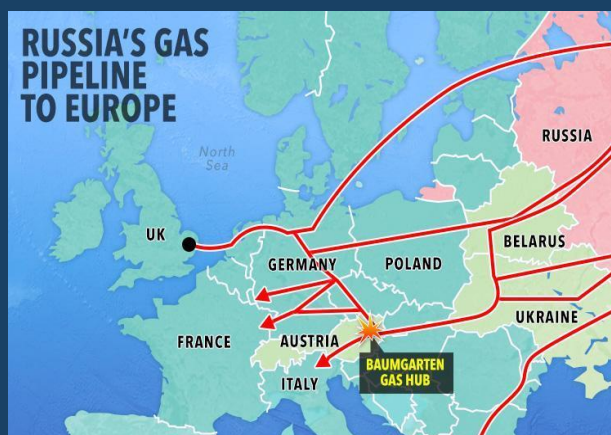 RUSSIA'S GAS
PIPELINE
TO EUROPE
North
Sea
RUSSIA
UK
BELARUS
GERMANY
POLAND
UKRAINE
FRANCE
AUSTRIA
BAUMGARTEN
GAS HUB
ITALY